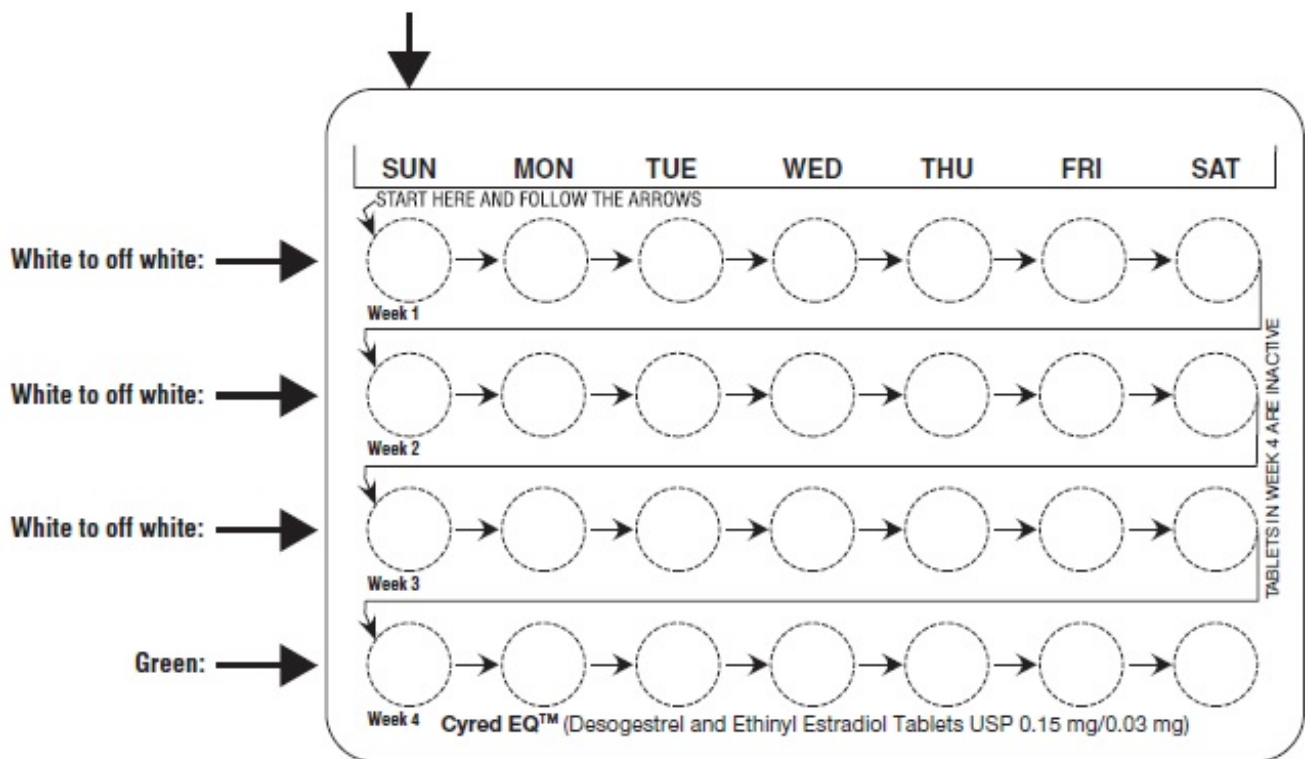 SUN MON TUE WED THU FRI SAT
START HERE AND FOLLOW THE ARROWS
White to off white:
Week 1
White to off white:
Week 2
White to off white:
Week 3
Green:
Week 4
Cyred EQ™ (Desogestrel and Ethinyl Estradiol Tablets USP 0.15 mg/0.03 mg)
TABLETS IN WEEK 4 ARE INACTIVE